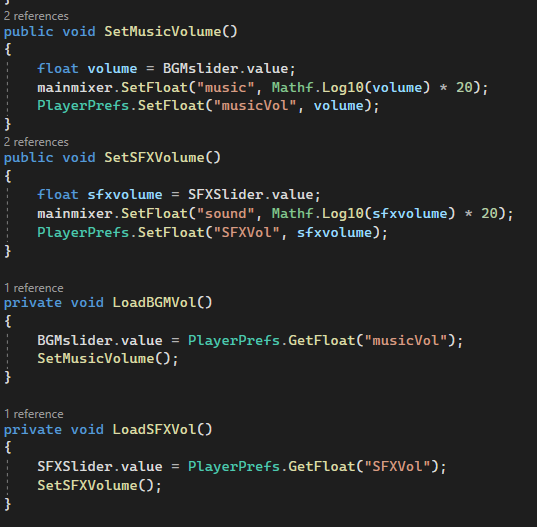 }
2 references
public void SetMusicVolume()
{
float volume = BGMslider.value;
mainmixer.SetFloat("music", Mathf.Log10(volume) * 20);
PlayerPrefs.SetFloat("musicVol", volume);
}
2 references
public void SetSFXVolume()
{
float sfxvolume = SFXSlider.value;
mainmixer.SetFloat("sound", Mathf.Log10(sfxvolume) * 20);
PlayerPrefs.SetFloat("SFXVol", sfxvolume);
}
1 reference
private void LoadBGMVol()
{
BGMslider.value = PlayerPrefs.GetFloat("musicVol");
SetMusicVolume();
}
1 reference
private void LoadSFXVol()
{
SFXSlider.value = PlayerPrefs.GetFloat("SFXVol");
SetSFXVolume();
}